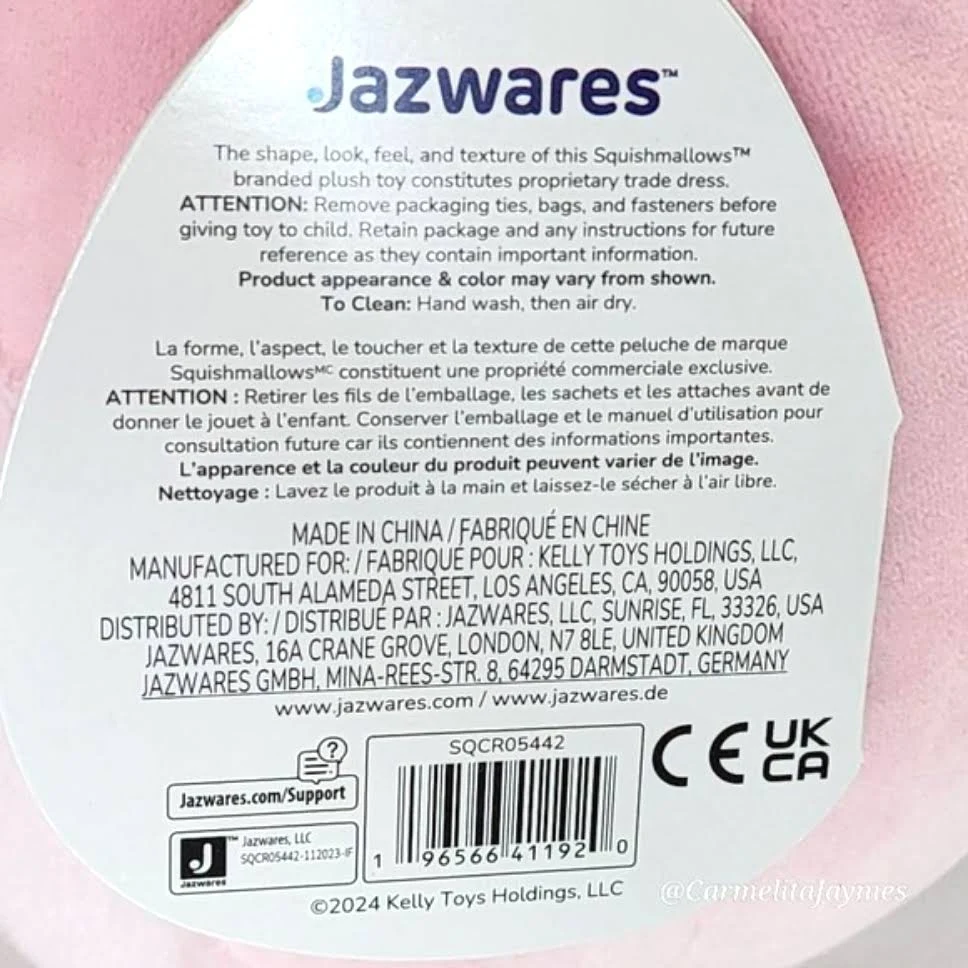 Jazwares™
The shape, look, feel, and texture of this Squishmallows™
branded plush toy constitutes proprietary trade dress.
ATTENTION: Remove packaging ties, bags, and fasteners before
giving toy to child. Retain package and any instructions for future
reference as they contain important information.
Product appearance & color may vary from shown.
To Clean: Hand wash, then air dry.
La forme, l'aspect, le toucher et la texture de cette peluche de marque
Squishmallowsᴹᶜ constituent une propriété commerciale exclusive.
ATTENTION : Retirer les fils de l'emballage, les sachets et les attaches avant de
donner le jouet à l'enfant. Conserver l'emballage et le manuel d'utilisation pour
consultation future car ils contiennent des informations importantes.
L'apparence et la couleur du produit peuvent varier de l'image.
Nettoyage : Lavez le produit à la main et laissez-le sécher à l'air libre.
MADE IN CHINA / FABRIQUÉ EN CHINE
MANUFACTURED FOR: / FABRIQUÉ POUR : KELLY TOYS HOLDINGS, LLC,
4811 SOUTH ALAMEDA STREET, LOS ANGELES, CA, 90058, USA
DISTRIBUTED BY: / DISTRIBUÉ PAR : JAZWARES, LLC, SUNRISE, FL, 33326, USA
JAZWARES, 16A CRANE GROVE, LONDON, N7 8LE, UNITED KINGDOM
JAZWARES GMBH, MINA-REES-STR. 8, 64295 DARMSTADT, GERMANY
www.jazwares.com / www.jazwares.de
?
Jazwares.com/Support
J™
Jazwares
Jazwares, LLC
SQCR05442-112023-IF
SQCR05442
1 96566 41192 0
CE
UK
CA
©2024 Kelly Toys Holdings, LLC
@CarmelitaJaymes